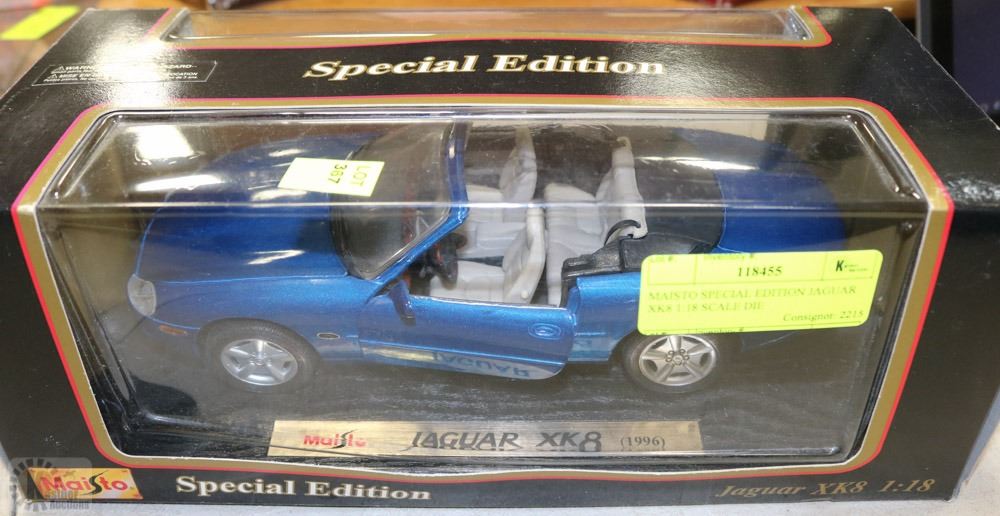 Special Edition
LOT
367
118455
MAISTO SPECIAL EDITION JAGUAR
XK8 1:18 SCALE DIE
Consignor: 2215
JAGUAR
Maisto JAGUAR XK8 (1996)
Maisto
Special Edition
Jaguar XK8 1:18